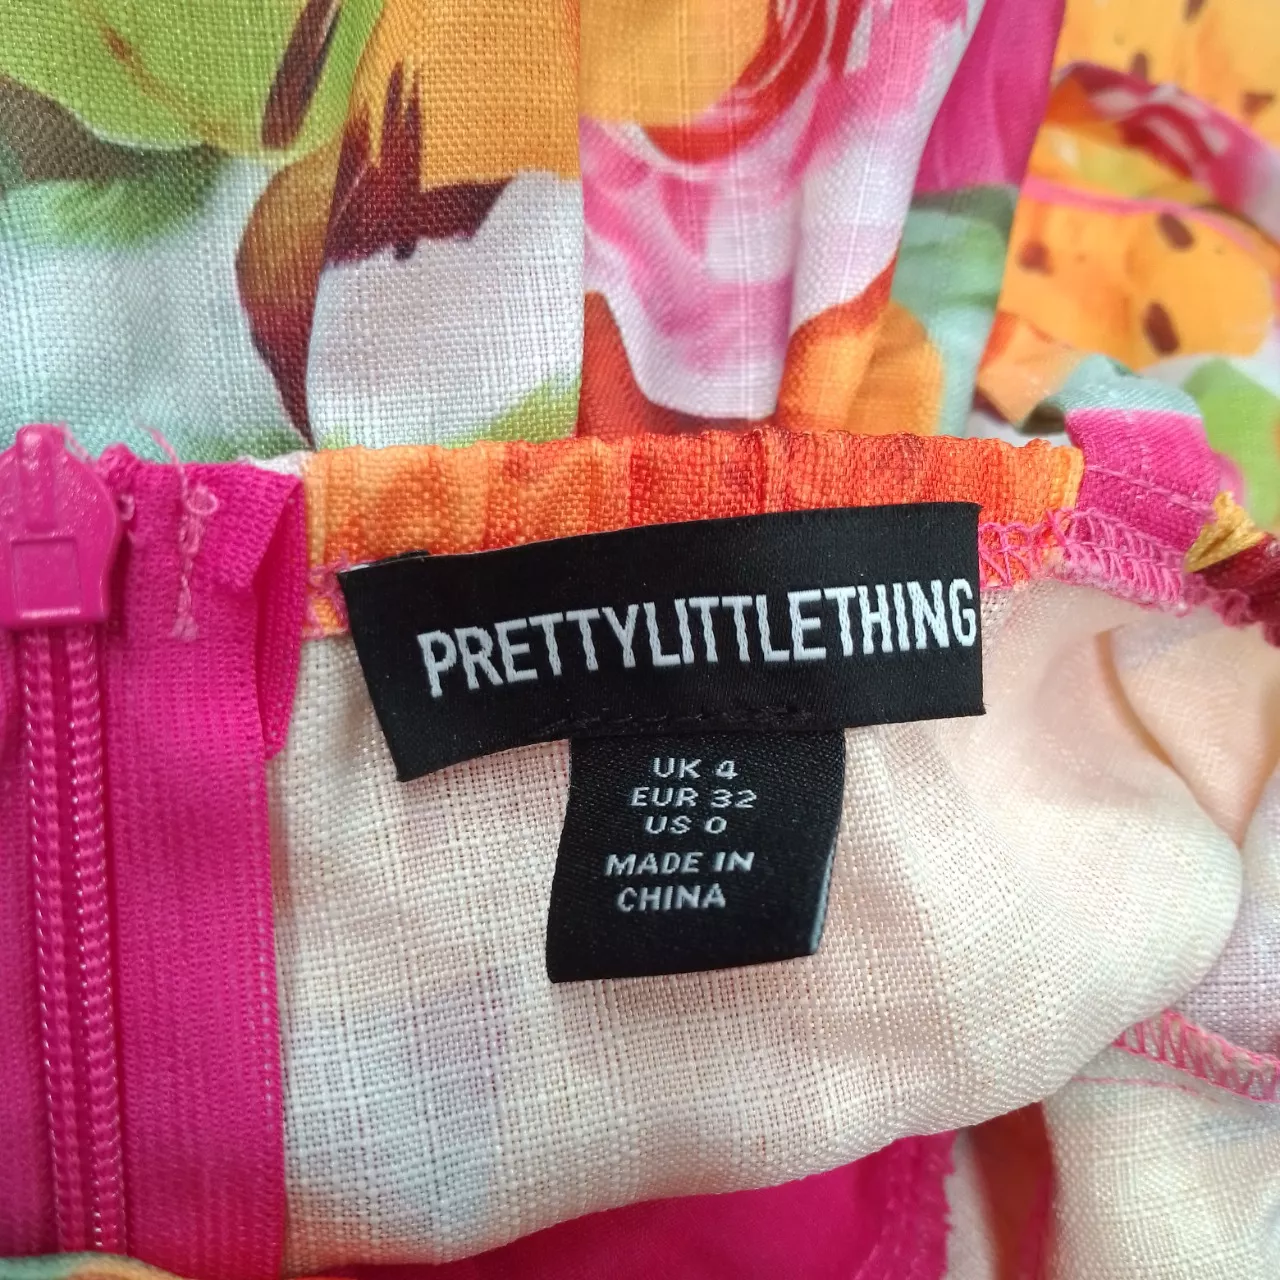 PRETTYLITTLETHING
UK 4
EUR 32
US 0
MADE IN
CHINA